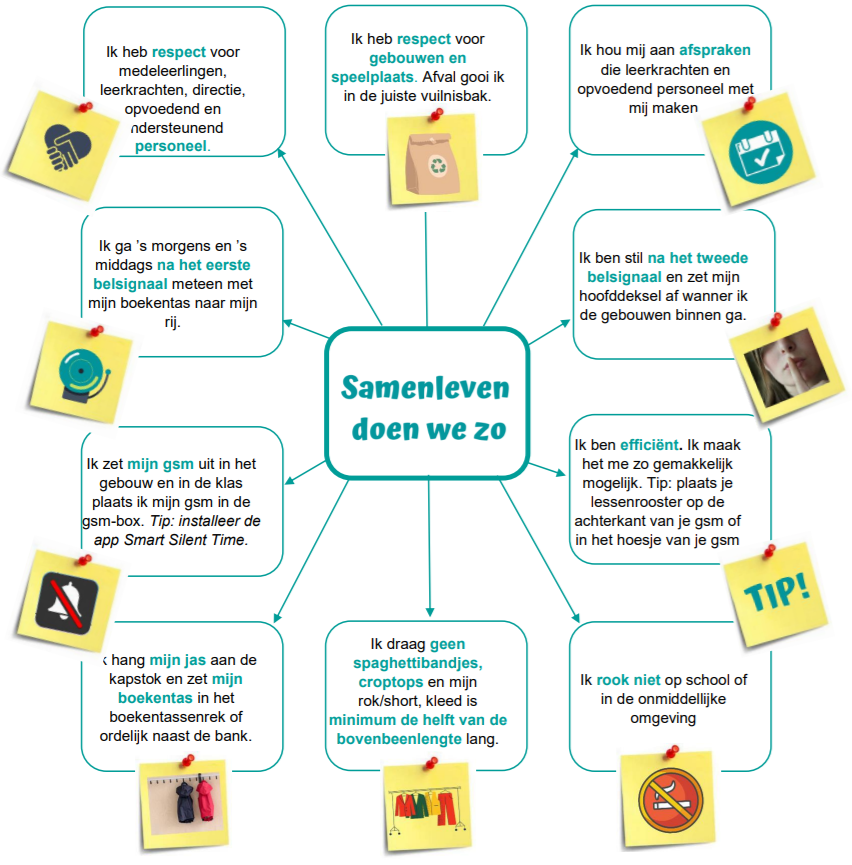 Ik heb respect voor
medeleerlingen,
leerkrachten, directie,
opvoedend en
ndersteunend
personeel.
Ik heb respect voor
gebouwen en
speelplaats. Afval gooi ik
in de juiste vuilnisbak.
Ik hou mij aan afspraken
die leerkrachten en
opvoedend personeel met
mij maken
Ik ga 's morgens en 's
middags na het eerste
belsignaal meteen met
mijn boekentas naar mijn
rij.
Ik ben stil na het tweede
belsignaal en zet mijn
hoofddeksel af wanner ik
de gebouwen binnen ga.
Samenleven
doen we zo
Ik zet mijn gsm uit in het
gebouw en in de klas
plaats ik mijn gsm in de
gsm-box. Tip: installeer de
app Smart Silent Time.
Ik ben efficiënt. Ik maak
het me zo gemakkelijk
mogelijk. Tip: plaats je
lessenrooster op de
achterkant van je gsm of
in het hoesje van je gsm
TIP!
k hang mijn jas aan de
kapstok en zet mijn
boekentas in het
boekentassenrek of
ordelijk naast de bank.
Ik draag geen
spaghettibandjes,
croptops en mijn
rok/short, kleed is
minimum de helft van de
bovenbeenlengte lang.
Ik rook niet op school of
in de onmiddellijke
omgeving